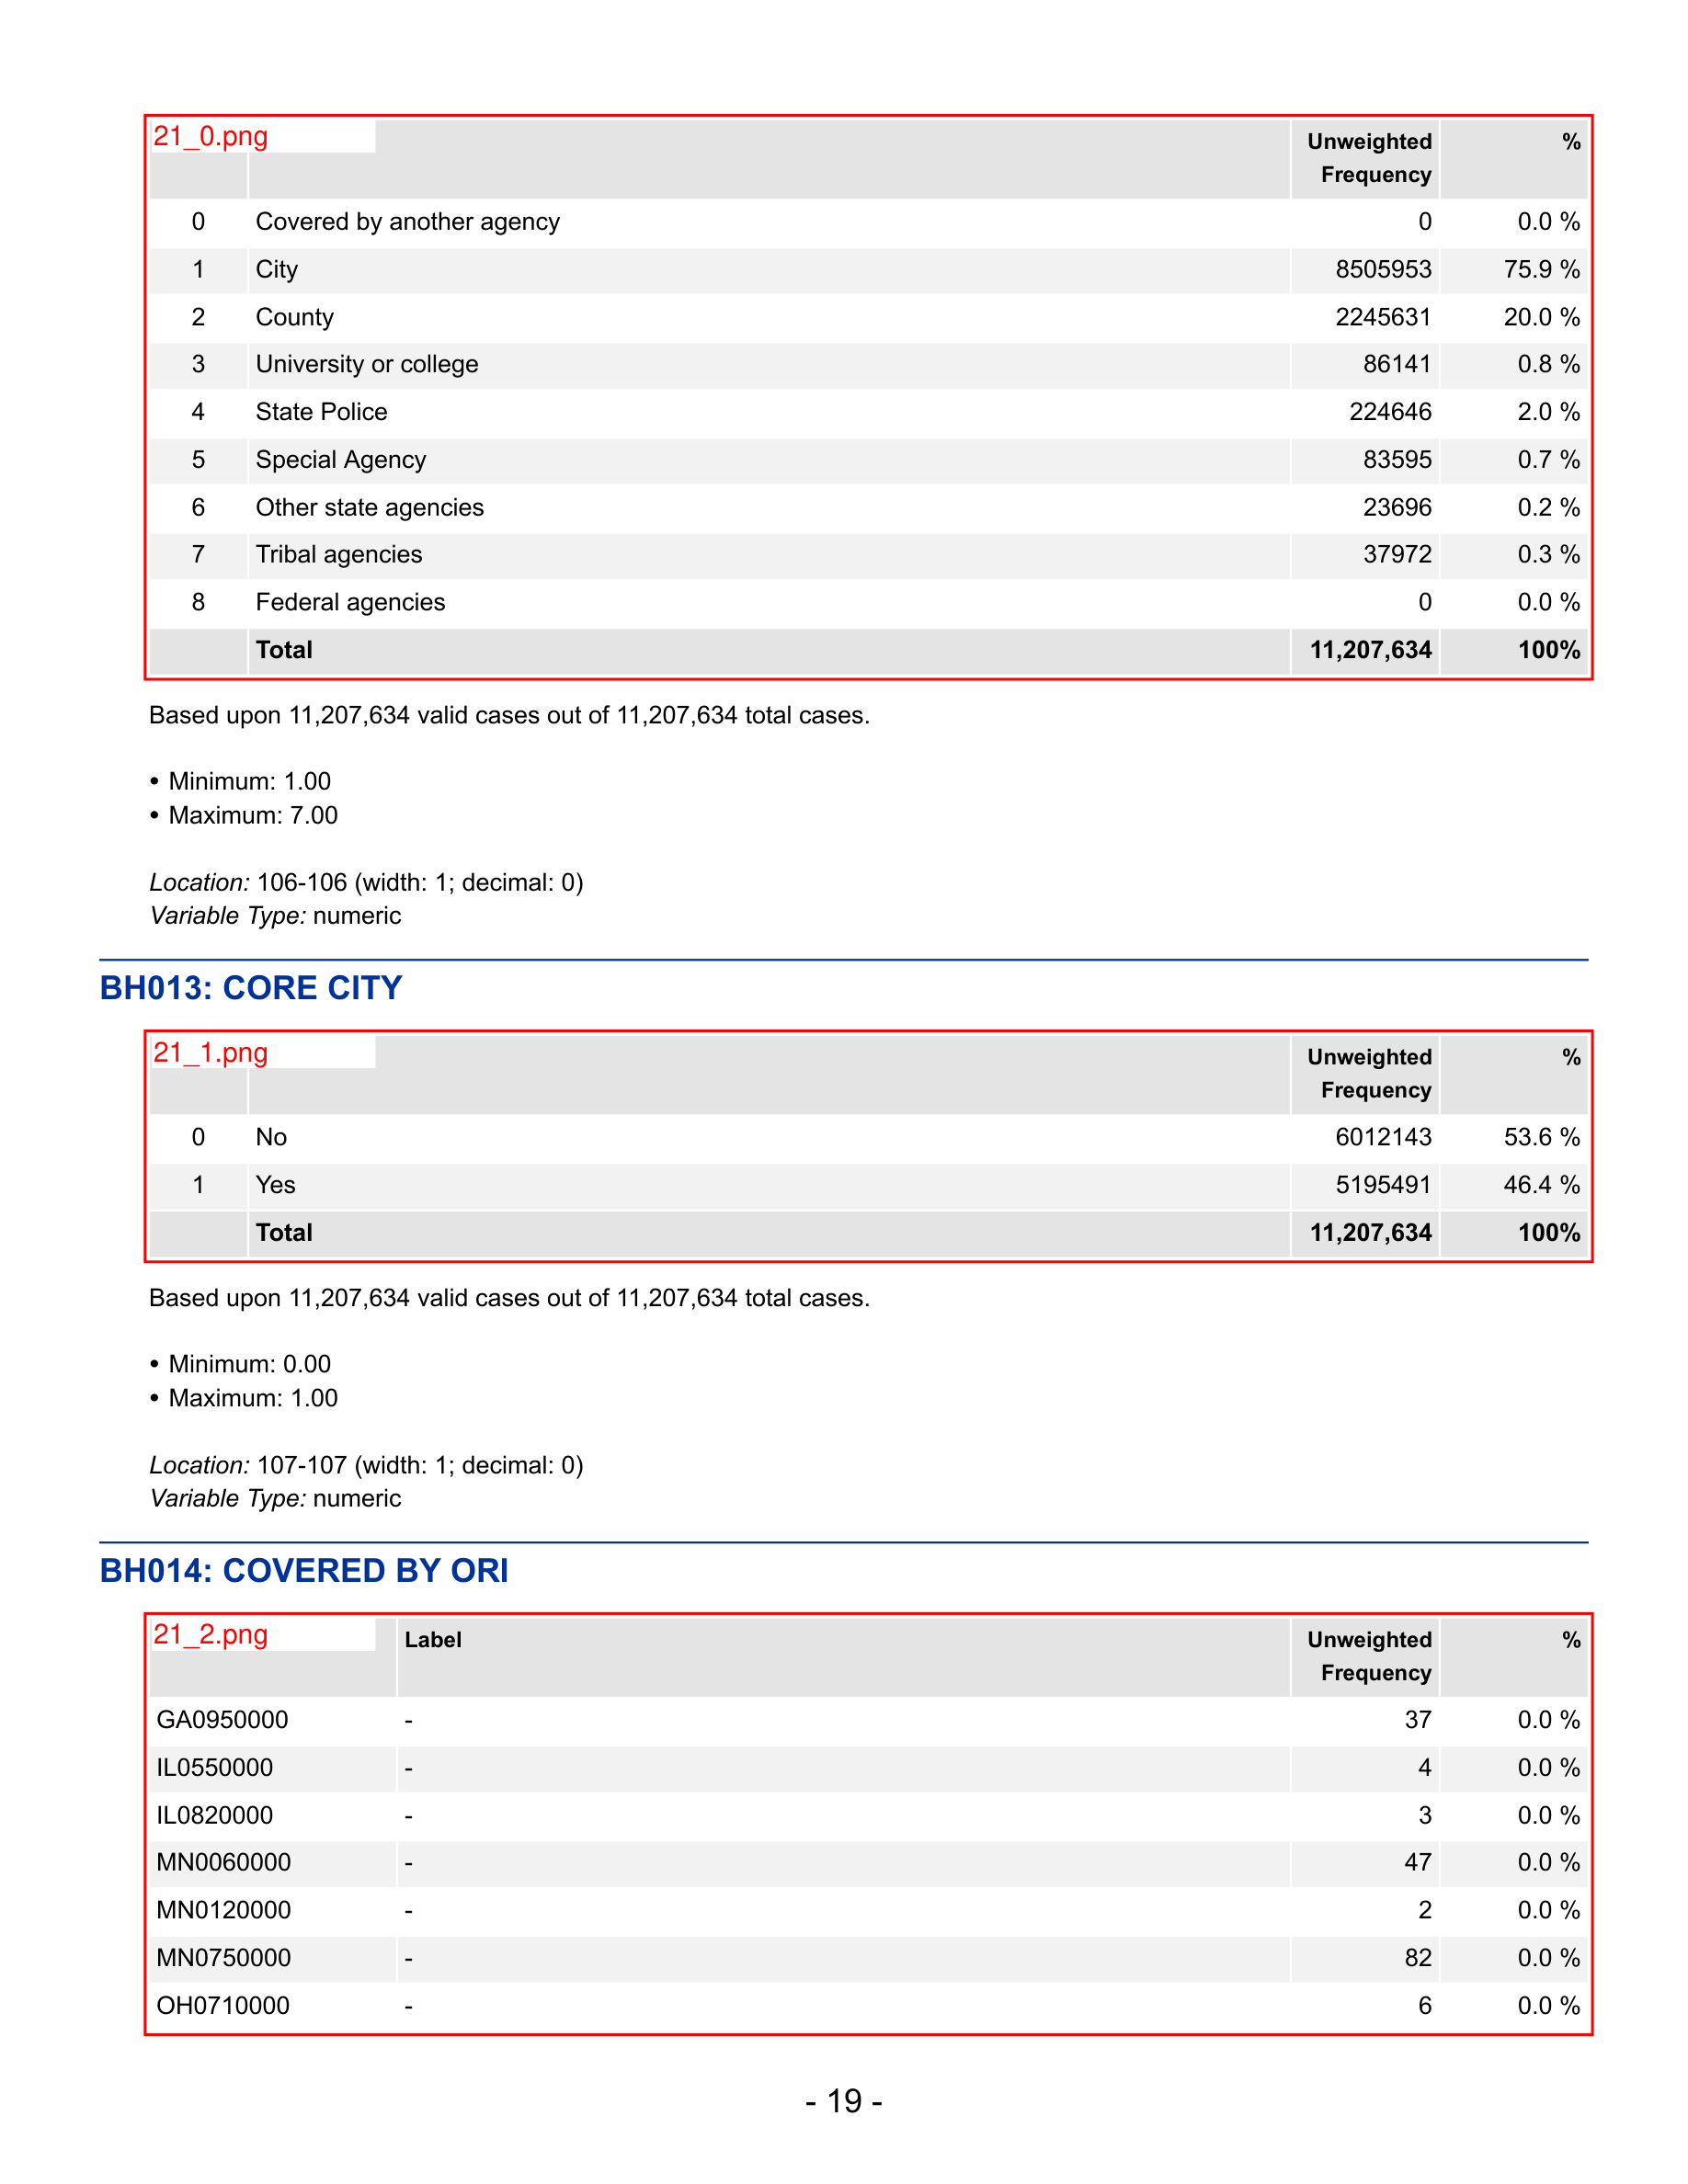 21_0.png Unweighted Frequency %
0 Covered by another agency 0 0.0 %
1 City 8505953 75.9 %
2 County 2245631 20.0 %
3 University or college 86141 0.8 %
4 State Police 224646 2.0 %
5 Special Agency 83595 0.7 %
6 Other state agencies 23696 0.2 %
7 Tribal agencies 37972 0.3 %
8 Federal agencies 0 0.0 %
Total 11,207,634 100%
Based upon 11,207,634 valid cases out of 11,207,634 total cases.
• Minimum: 1.00
• Maximum: 7.00
Location: 106-106 (width: 1; decimal: 0)
Variable Type: numeric
BH013: CORE CITY
21_1.png Unweighted Frequency %
0 No 6012143 53.6 %
1 Yes 5195491 46.4 %
Total 11,207,634 100%
Based upon 11,207,634 valid cases out of 11,207,634 total cases.
• Minimum: 0.00
• Maximum: 1.00
Location: 107-107 (width: 1; decimal: 0)
Variable Type: numeric
BH014: COVERED BY ORI
21_2.png Label Unweighted Frequency %
GA0950000 - 37 0.0 %
IL0550000 - 4 0.0 %
IL0820000 - 3 0.0 %
MN0060000 - 47 0.0 %
MN0120000 - 2 0.0 %
MN0750000 - 82 0.0 %
OH0710000 - 6 0.0 %
- 19 -